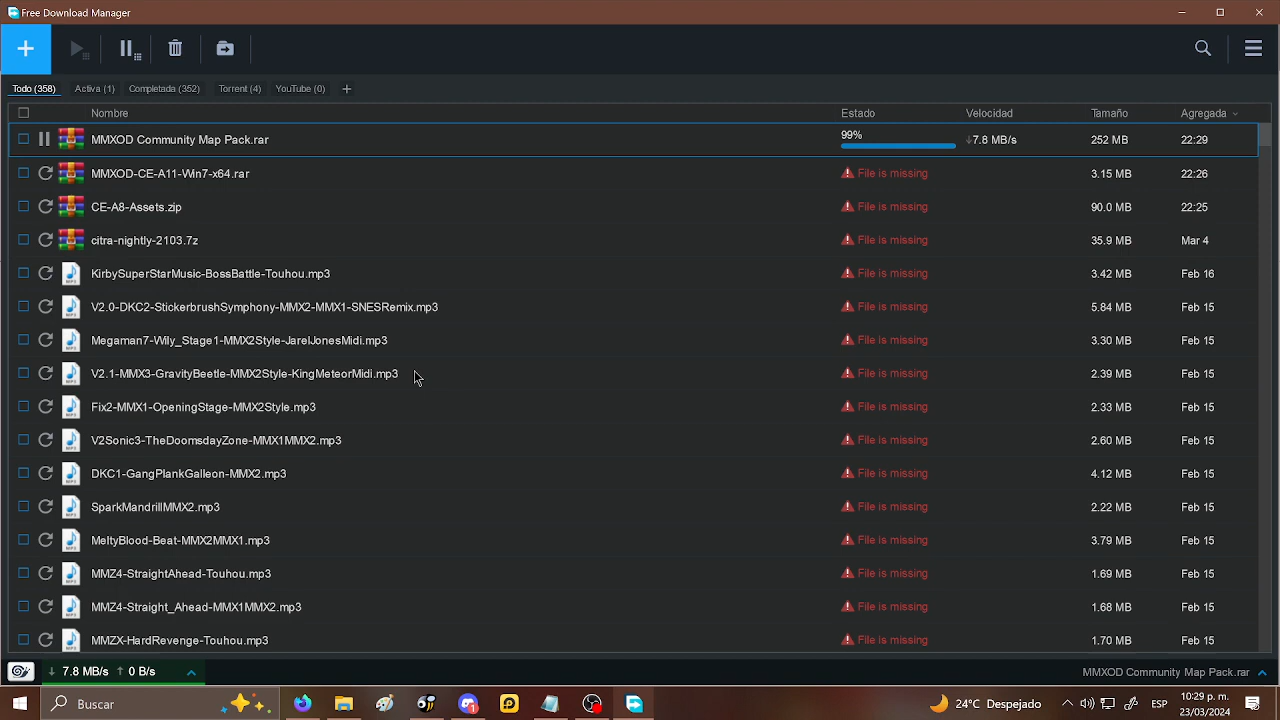 Free Download Manager
Todo (358) Activa (1) Completada (352) Torrent (4) YouTube (0)
Nombre Estado Velocidad Tamaño Agregada
MMXOD Community Map Pack.rar 99% 7.8 MB/s 252 MB 22:29
MMXOD-CE-A11-Win7-x64.rar File is missing 3.15 MB 22:26
CE-A8-Assets.zip File is missing 90.0 MB 22:25
citra-nightly-2103.7z File is missing 35.9 MB Mar 4
KirbySuperStarMusic-BossBattle-Touhou.mp3 File is missing 3.42 MB Feb 16
V2.0-DKC2-StickerbrushSymphony-MMX2-MMX1-SNESRemix.mp3 File is missing 5.84 MB Feb 15
Megaman7-Wily_Stage1-MMX2Style-JarelJonesMidi.mp3 File is missing 3.30 MB Feb 15
V2.1-MMX3-GravityBeetle-MMX2Style-KingMeteorMidi.mp3 File is missing 2.39 MB Feb 15
Fix2-MMX1-OpeningStage-MMX2Style.mp3 File is missing 2.33 MB Feb 15
V2Sonic3-TheDoomsdayZone-MMX1MMX2.mp3 File is missing 2.60 MB Feb 15
DKC1-GangPlankGalleon-MMX2.mp3 File is missing 4.12 MB Feb 15
SparkMandrillMMX2.mp3 File is missing 2.22 MB Feb 15
MeltyBlood-Beat-MMX2MMX1.mp3 File is missing 3.79 MB Feb 15
MMZ4-StraightAhead-Touhou.mp3 File is missing 1.69 MB Feb 15
MMZ4-Straight_Ahead-MMX1MMX2.mp3 File is missing 1.68 MB Feb 15
MMZX-HardRevenge-Touhou.mp3 File is missing 1.70 MB Feb 15
7.8 MB/s 0 B/s MMXOD Community Map Pack.rar
Buscar 24°C Despejado ESP 10:29 p. m.
23/03/2024